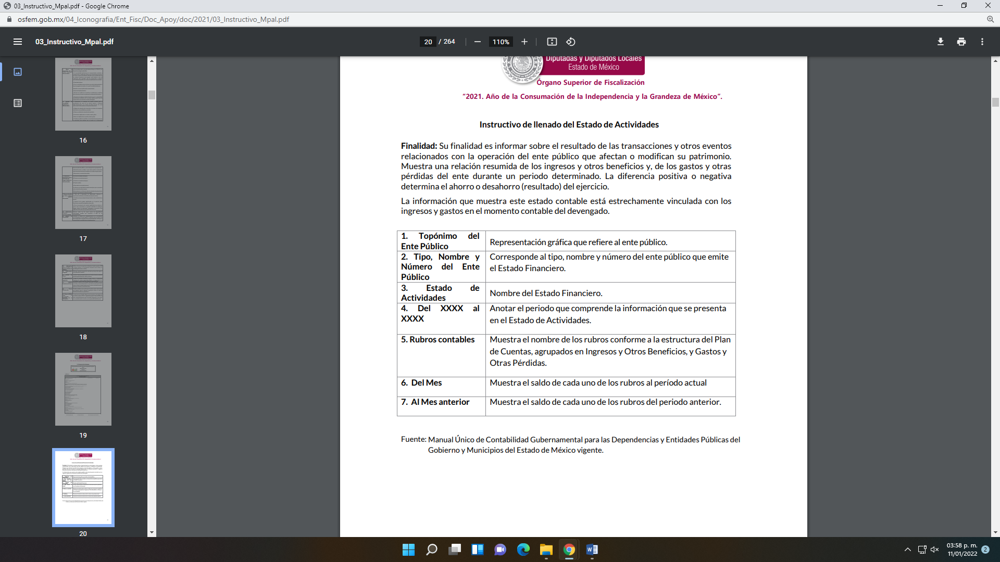 03_Instructivo_Mpal.pdf - Google Chrome
osfem.gob.mx/04_Iconografia/Ent_Fisc/Doc_Apoy/doc/2021/03_Instructivo_Mpal.pdf
03_Instructivo_Mpal.pdf
20 / 264
110%
16
17
18
19
20
Diputadas y Diputados Locales
Estado de México
Órgano Superior de Fiscalización
“2021. Año de la Consumación de la Independencia y la Grandeza de México”.
Instructivo de llenado del Estado de Actividades
Finalidad: Su finalidad es informar sobre el resultado de las transacciones y otros eventos
relacionados con la operación del ente público que afectan o modifican su patrimonio.
Muestra una relación resumida de los ingresos y otros beneficios y, de los gastos y otras
pérdidas del ente durante un periodo determinado. La diferencia positiva o negativa
determina el ahorro o desahorro (resultado) del ejercicio.
La información que muestra este estado contable está estrechamente vinculada con los
ingresos y gastos en el momento contable del devengado.
1. Topónimo del
Ente Público
Representación gráfica que refiere al ente público.
2. Tipo, Nombre y
Número del Ente
Público
Corresponde al tipo, nombre y número del ente público que emite
el Estado Financiero.
3. Estado de
Actividades
Nombre del Estado Financiero.
4. Del XXXX al
XXXX
Anotar el periodo que comprende la información que se presenta
en el Estado de Actividades.
5. Rubros contables
Muestra el nombre de los rubros conforme a la estructura del Plan
de Cuentas, agrupados en Ingresos y Otros Beneficios, y Gastos y
Otras Pérdidas.
6. Del Mes
Muestra el saldo de cada uno de los rubros al período actual
7. Al Mes anterior
Muestra el saldo de cada uno de los rubros del periodo anterior.
Fuente: Manual Único de Contabilidad Gubernamental para las Dependencias y Entidades Públicas del
Gobierno y Municipios del Estado de México vigente.
03:58 p. m.
11/01/2022
2